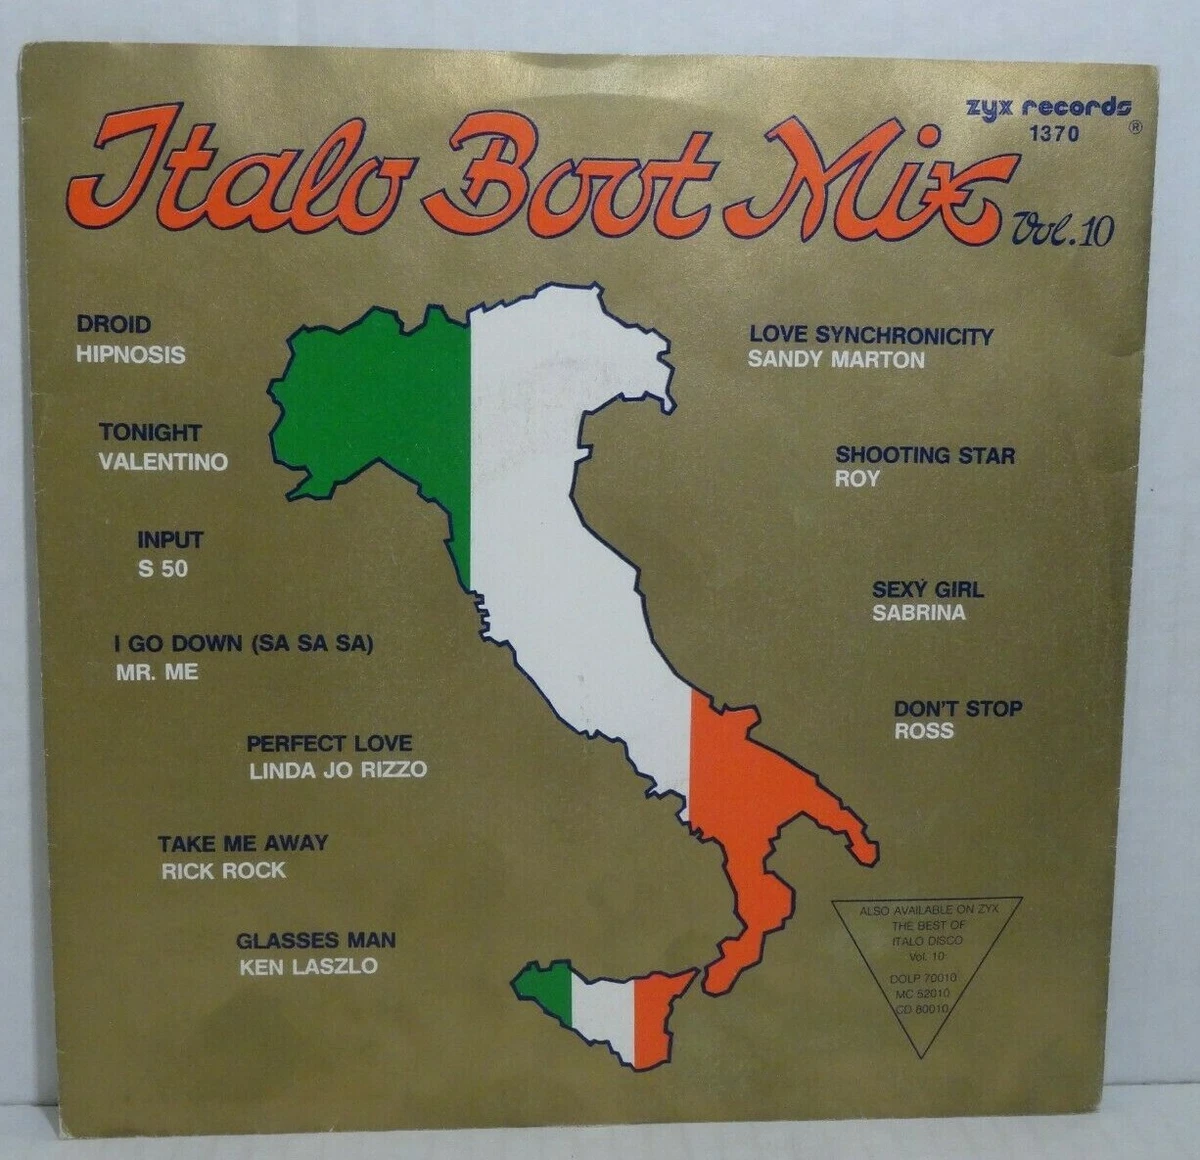 zyx records
®
1370
Italo Boot Mix
Vol. 10
DROID
HIPNOSIS
TONIGHT
VALENTINO
INPUT
S 50
I GO DOWN (SA SA SA)
MR. ME
PERFECT LOVE
LINDA JO RIZZO
TAKE ME AWAY
RICK ROCK
GLASSES MAN
KEN LASZLO
LOVE SYNCHRONICITY
SANDY MARTON
SHOOTING STAR
ROY
SEXY GIRL
SABRINA
DON'T STOP
ROSS
ALSO AVAILABLE ON ZYX
THE BEST OF
ITALO DISCO
Vol. 10
DOLP 70010
MC 52010
CD 80010